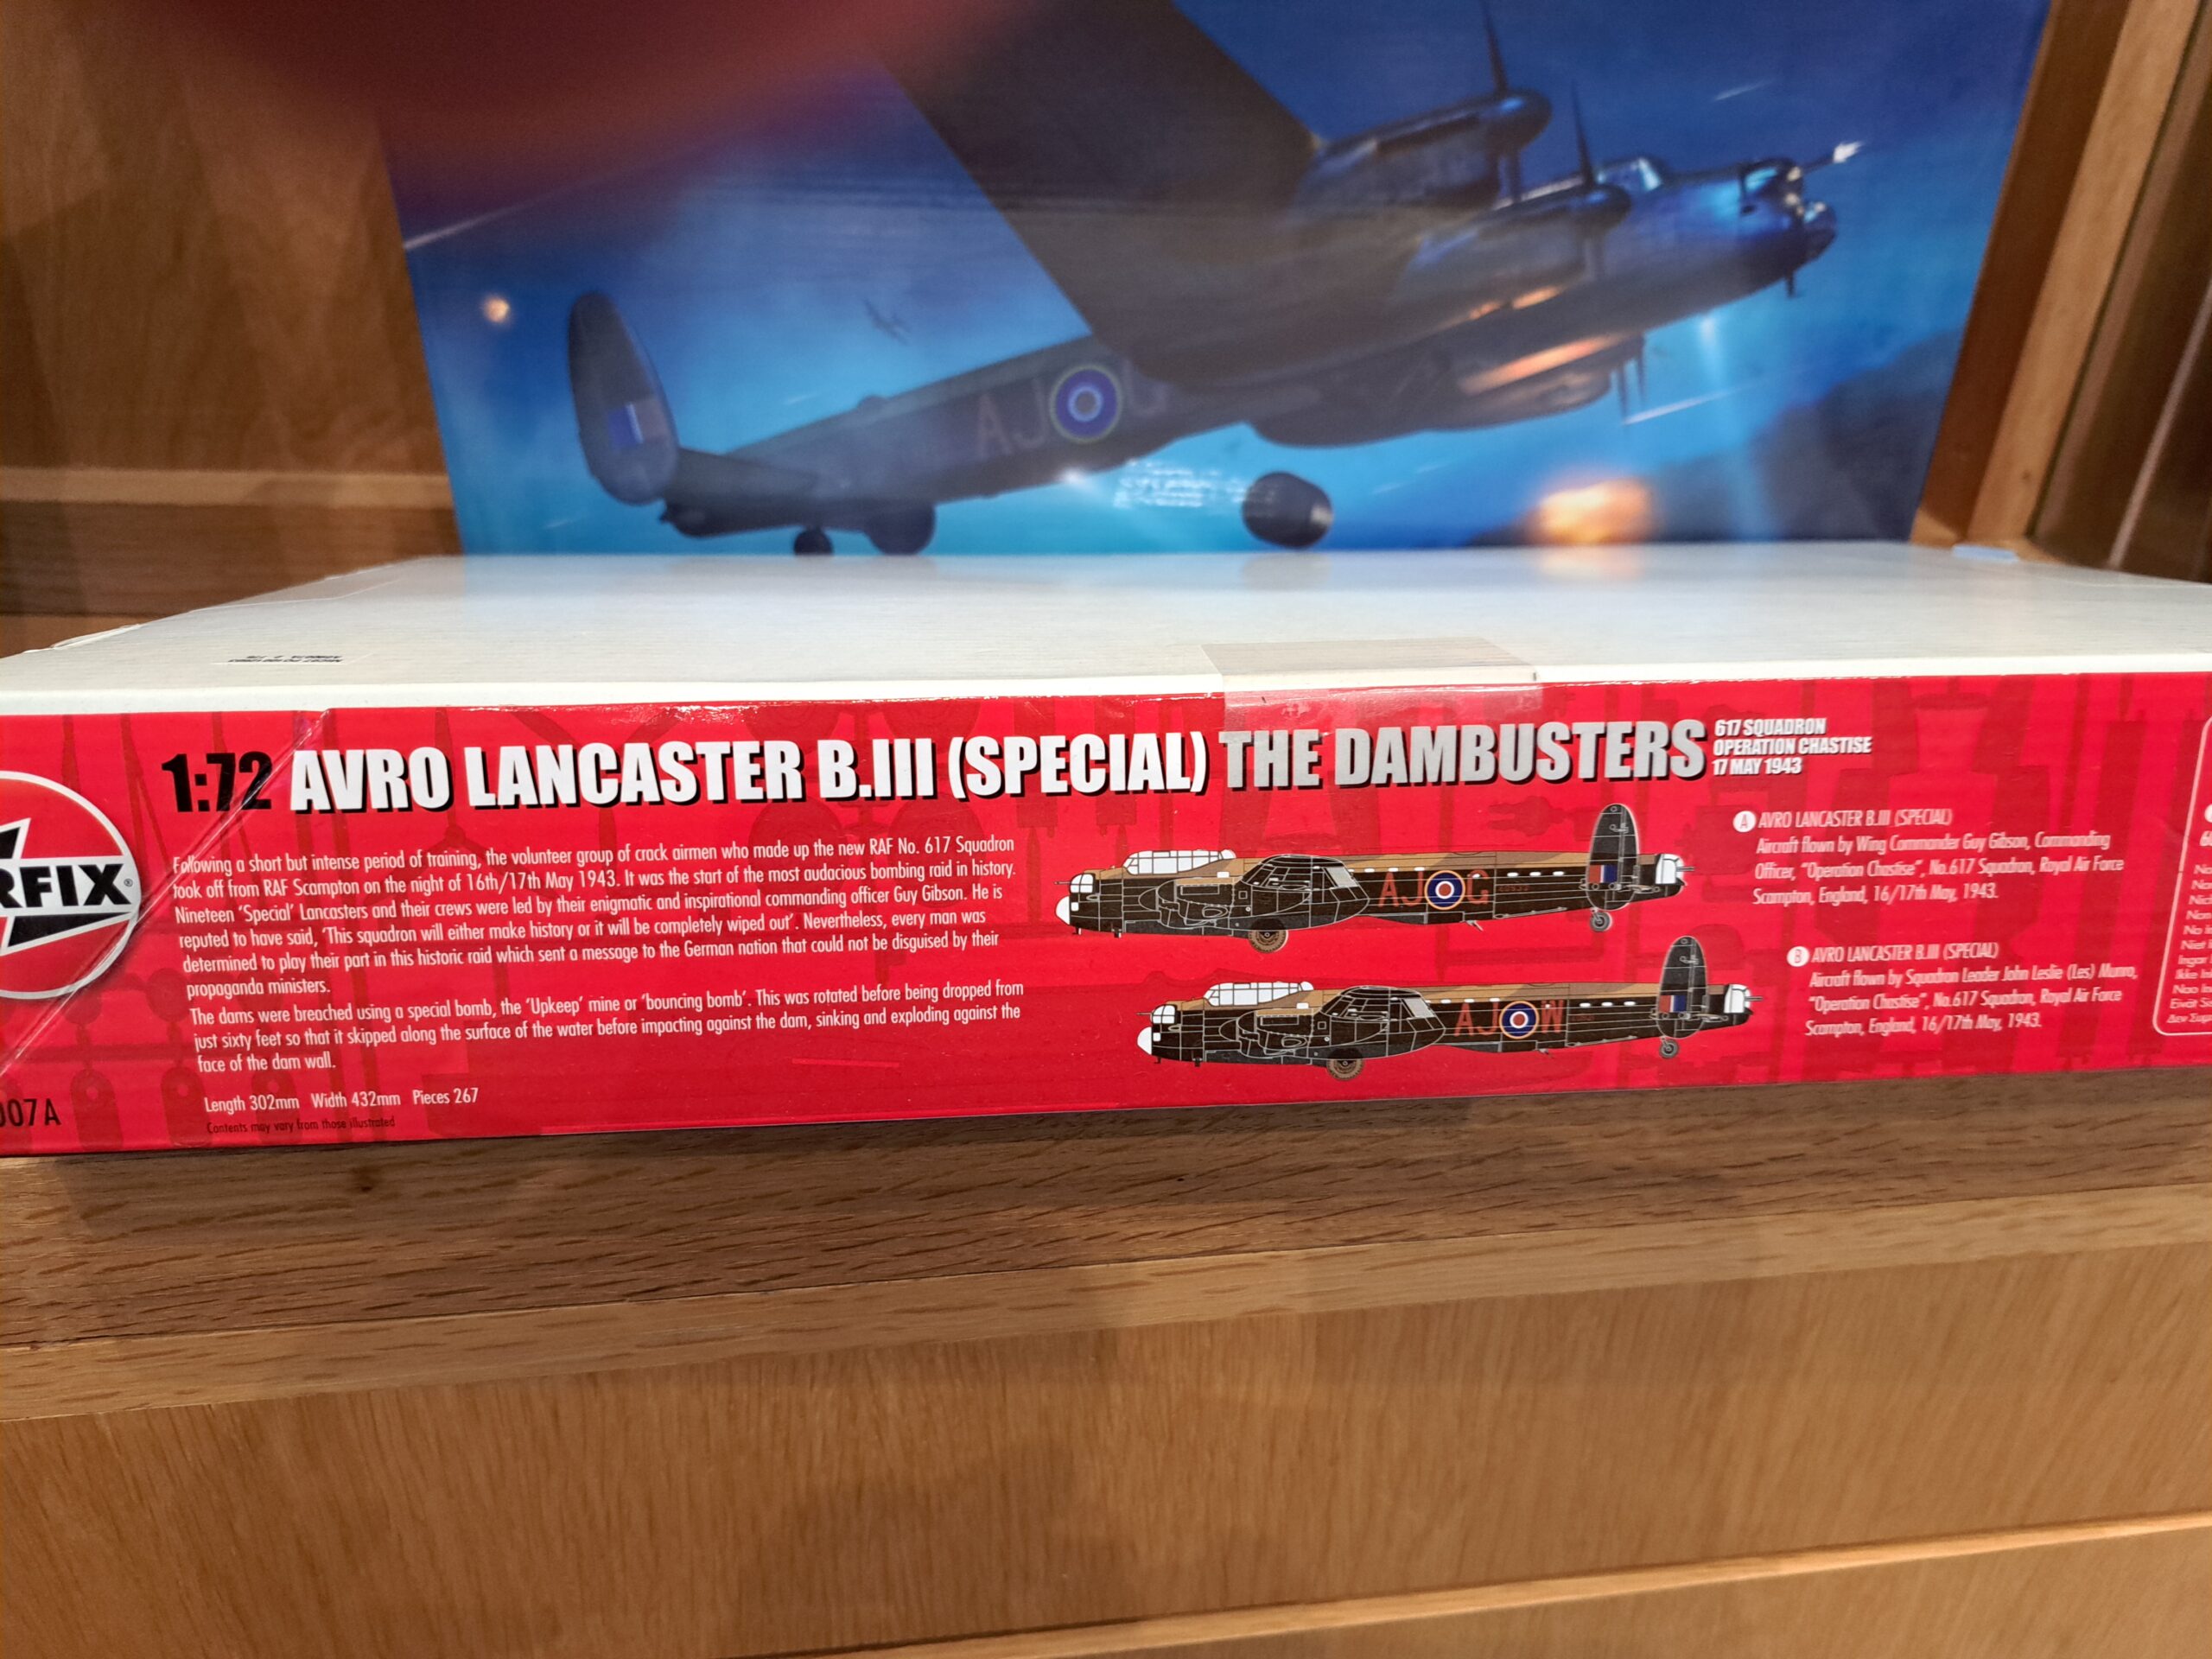 AJ G
1:72 AVRO LANCASTER B.III (SPECIAL) THE DAMBUSTERS
617 SQUADRON
OPERATION CHASTISE
17 MAY 1943
RFIX®
Following a short but intense period of training, the volunteer group of crack airmen who made up the new RAF No. 617 Squadron
took off from RAF Scampton on the night of 16th/17th May 1943. It was the start of the most audacious bombing raid in history.
Nineteen 'Special' Lancasters and their crews were led by their enigmatic and inspirational commanding officer Guy Gibson. He is
reputed to have said, 'This squadron will either make history or it will be completely wiped out'. Nevertheless, every man was
determined to play their part in this historic raid which sent a message to the German nation that could not be disguised by their
propaganda ministers.
The dams were breached using a special bomb, the 'Upkeep' mine or 'bouncing bomb'. This was rotated before being dropped from
just sixty feet so that it skipped along the surface of the water before impacting against the dam, sinking and exploding against the
face of the dam wall.
Length 302mm Width 432mm Pieces 267
Contents may vary from those illustrated
007A
AJ G
AJ W
A AVRO LANCASTER B.III (SPECIAL)
Aircraft flown by Wing Commander Guy Gibson, Commanding
Officer, "Operation Chastise", No.617 Squadron, Royal Air Force
Scampton, England, 16/17th May, 1943.
B AVRO LANCASTER B.III (SPECIAL)
Aircraft flown by Squadron Leader John Leslie (Les) Munro,
"Operation Chastise", No.617 Squadron, Royal Air Force
Scampton, England, 16/17th May, 1943.